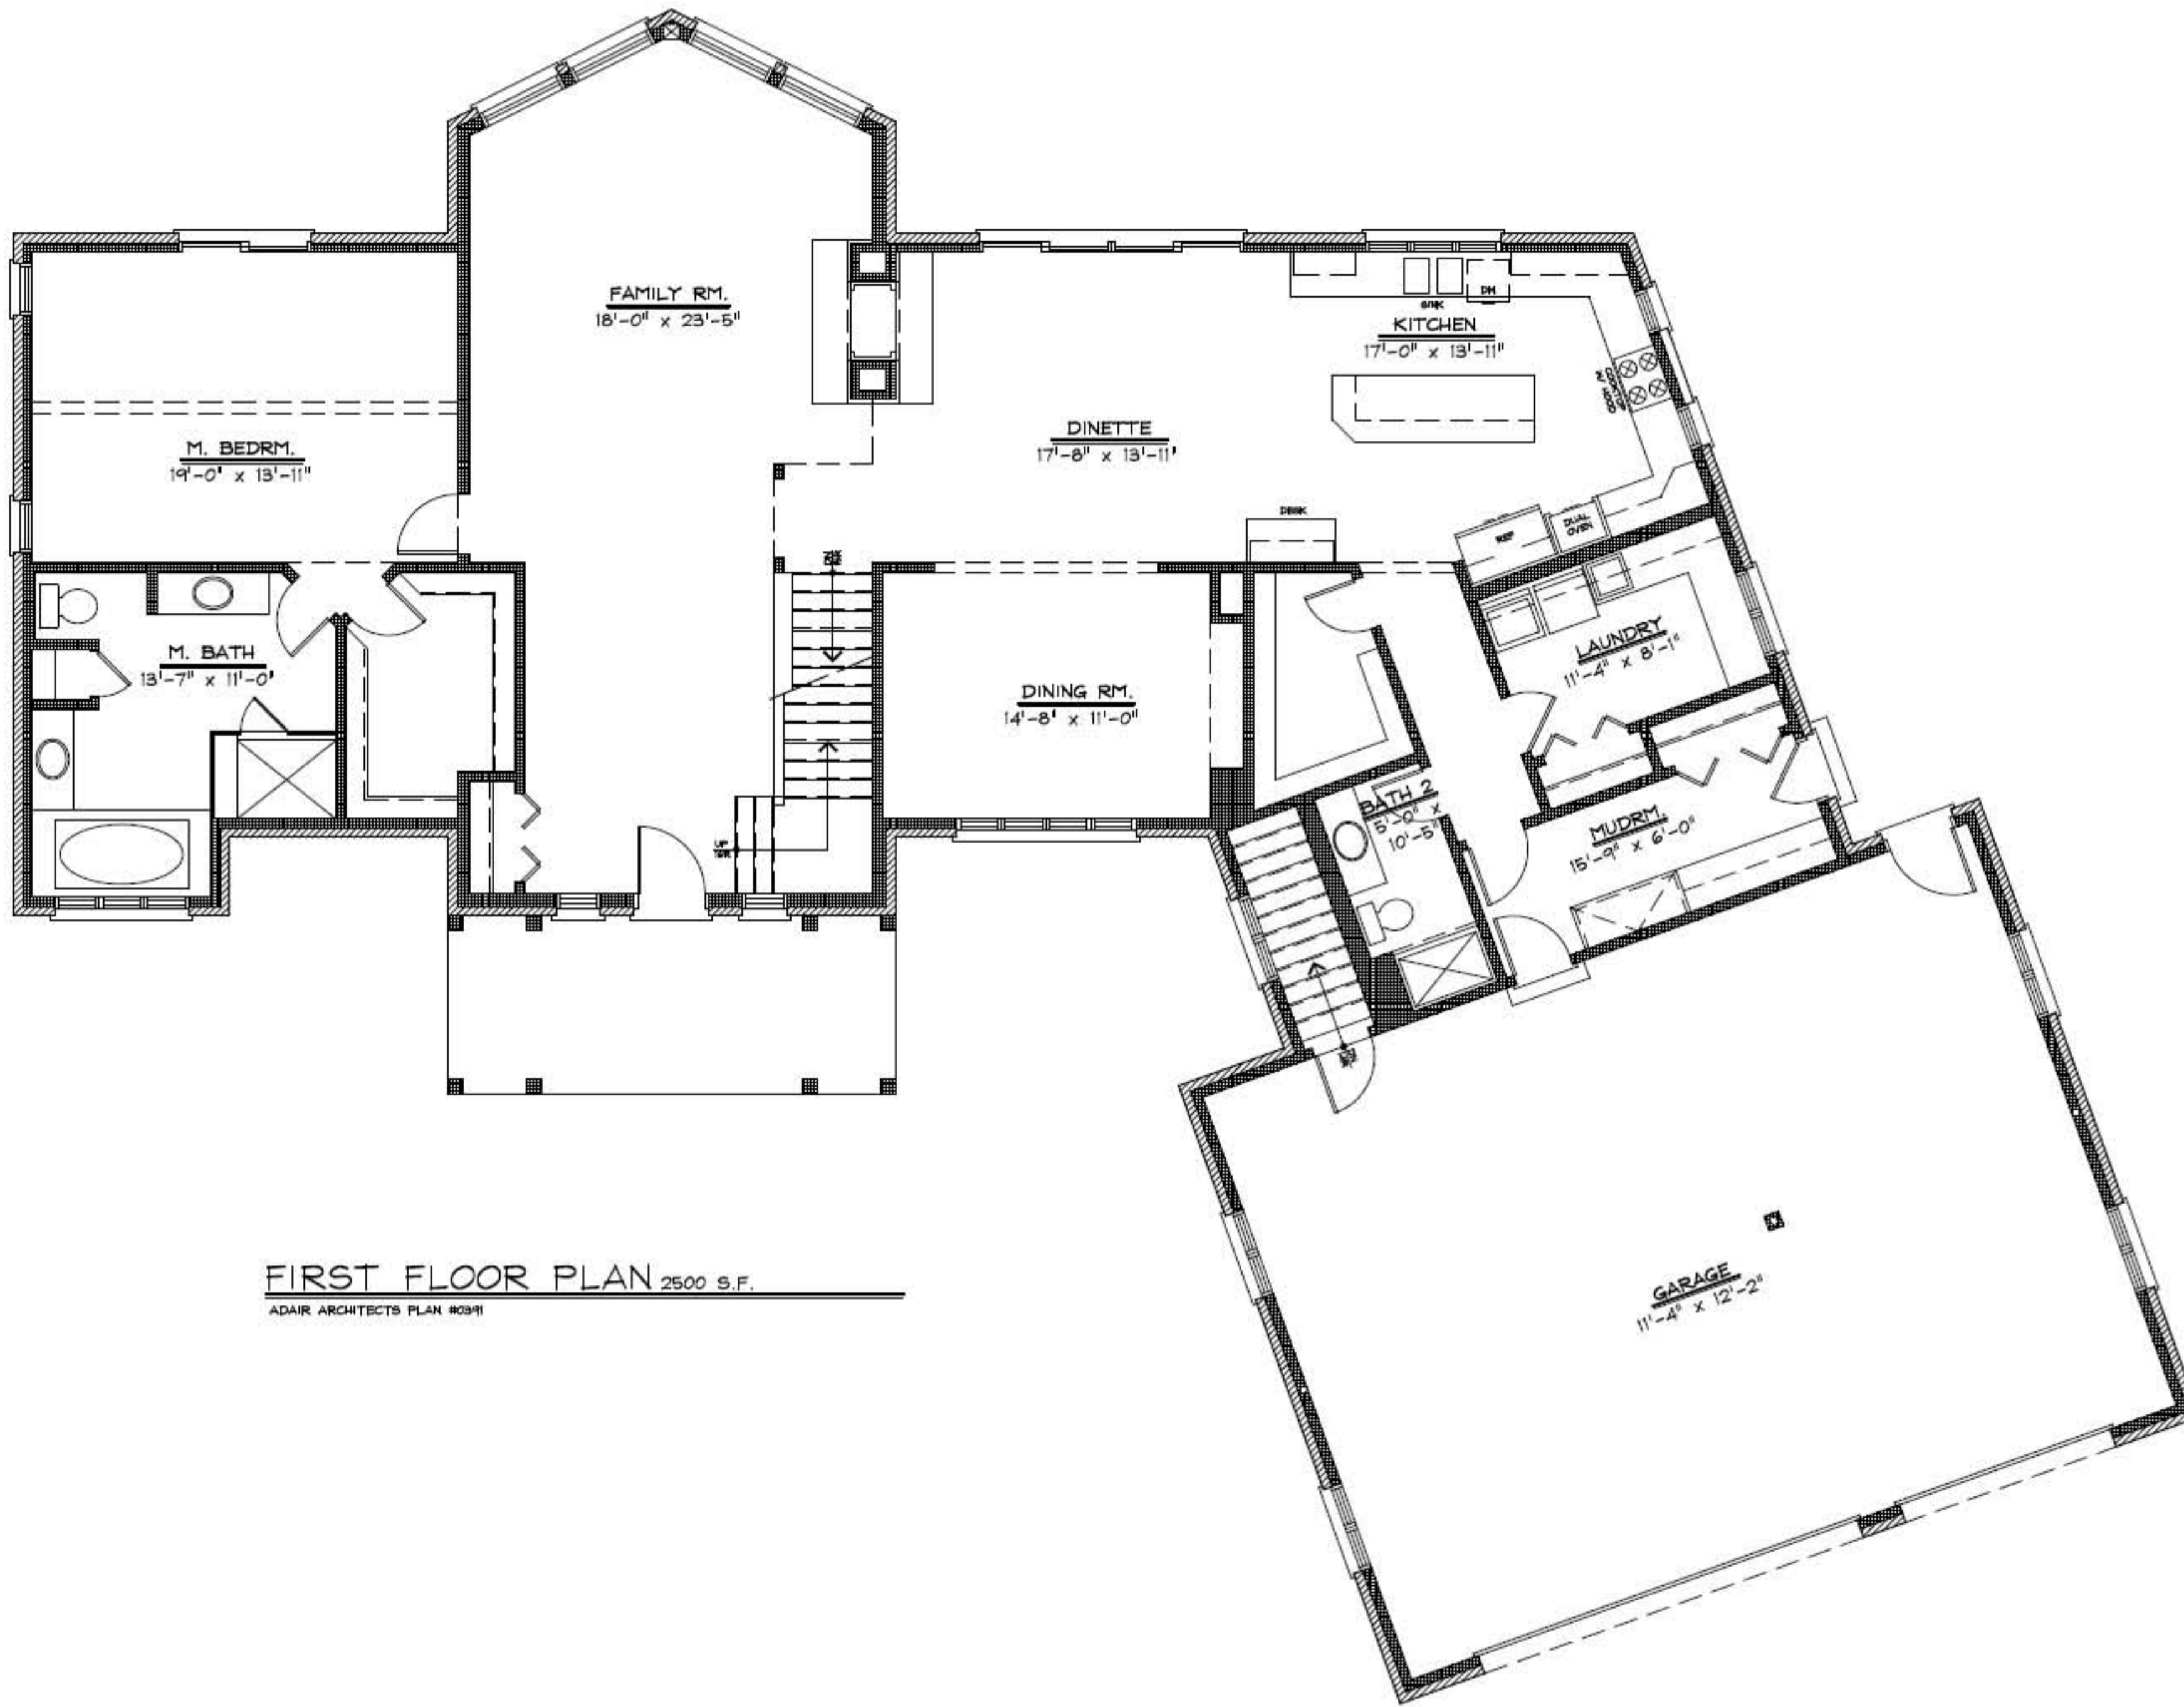 FAMILY RM.
18'-0" x 23'-5"
SINK
DW
KITCHEN
17'-0" x 13'-11"
COOKTOP
W/ HOOD
DINETTE
17'-8" x 13'-11"
M. BEDRM.
19'-0" x 13'-11"
DESK
REF
DUAL
OVEN
LAUNDRY
11'-4" x 8'-1"
M. BATH
13'-7" x 11'-0"
DINING RM.
14'-8" x 11'-0"
BATH 2
5'-0" x
10'-5"
MUDRM.
15'-9" x 6'-0"
UP
GARAGE
11'-4" x 12'-2"
FIRST FLOOR PLAN 2500 S.F.
ADAIR ARCHITECTS PLAN #0391